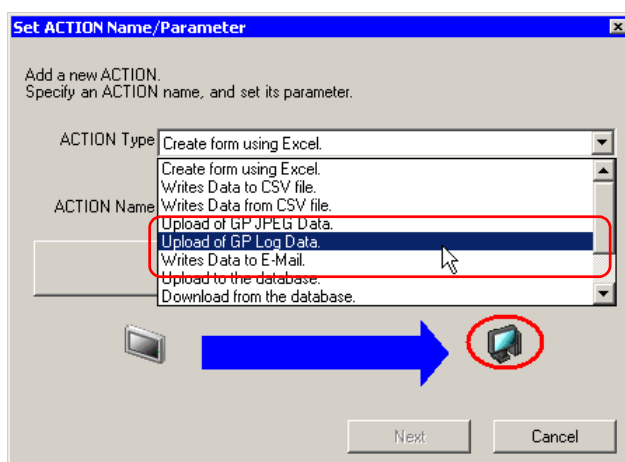 Set ACTION Name/Parameter
Add a new ACTION.
Specify an ACTION name, and set its parameter.
ACTION Type
Create form using Excel.
Create form using Excel.
Writes Data to CSV file.
ACTION Name
Writes Data from CSV file.
Upload of GP JPEG Data.
Upload of GP Log Data.
Writes Data to E-Mail.
Upload to the database.
Download from the database.
Next
Cancel